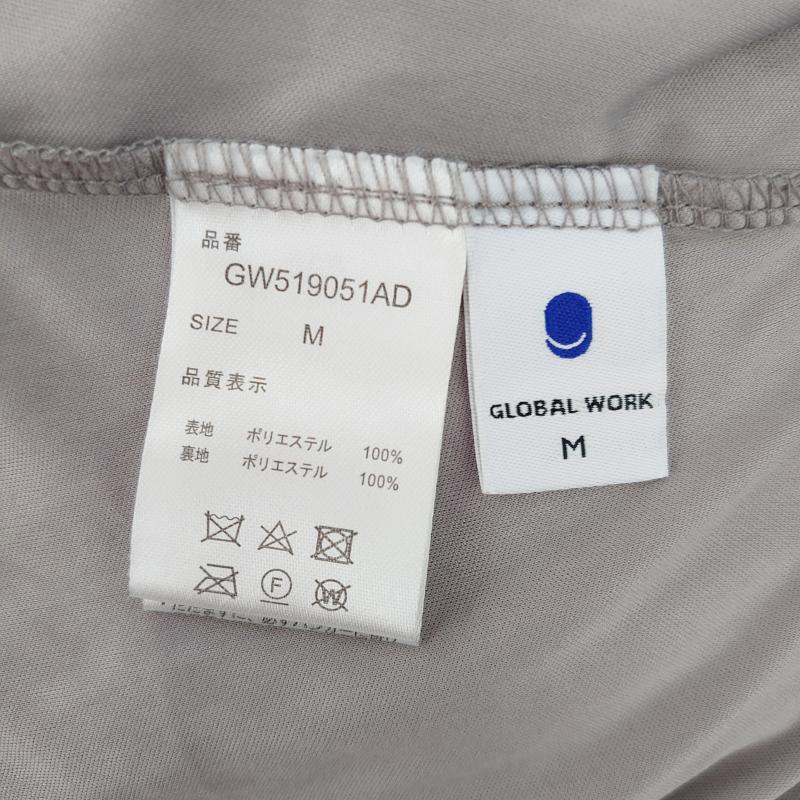 品番
GW519051AD
SIZE M
品質表示
表地 ポリエステル 100%
裏地 ポリエステル 100%
F W
GLOBAL WORK
M